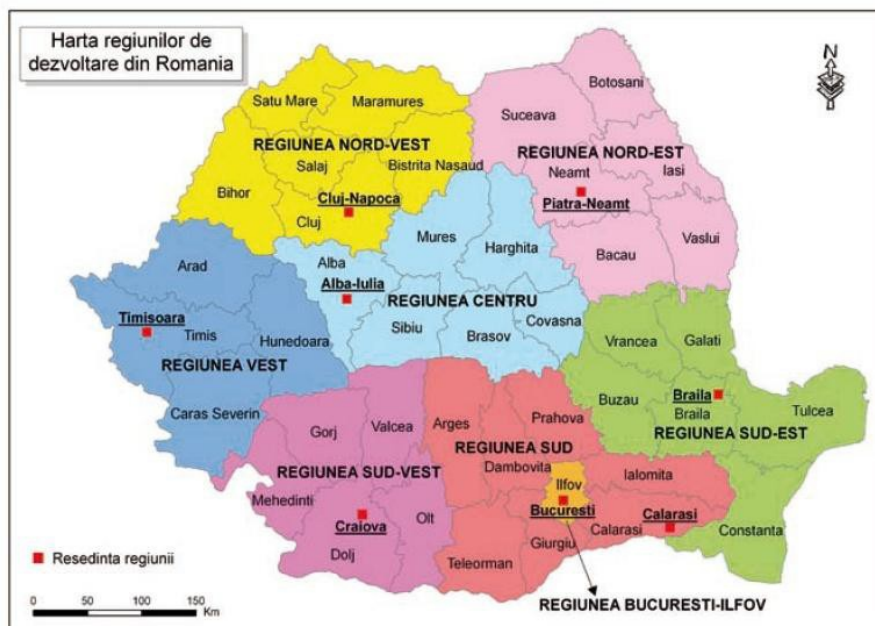 Harta regiunilor de
dezvoltare din Romania
N
Botosani
Satu Mare
Maramures
Suceava
REGIUNEA NORD-VEST
REGIUNEA NORD-EST
Salaj
Bistrita Nasaud
Neamt
Iasi
Bihor
Cluj-Napoca
Piatra-Neamt
Cluj
Mures
Harghita
Vaslui
Bacau
Arad
Alba
Alba-Iulia
REGIUNEA CENTRU
Timisoara
Timis
Hunedoara
Sibiu
Brasov
Covasna
Vrancea
Galati
REGIUNEA VEST
Caras Severin
Buzau
Braila
Braila
Tulcea
Gorj
Valcea
Arges
Prahova
REGIUNEA SUD-EST
REGIUNEA SUD
REGIUNEA SUD-VEST
Dambovita
Ilfov
Ialomita
Mehedinti
Olt
Bucuresti
Calarasi
Craiova
Calarasi
Constanta
Dolj
Giurgiu
Teleorman
Resedinta regiunii
REGIUNEA BUCURESTI-ILFOV
0 50 100 150
Km